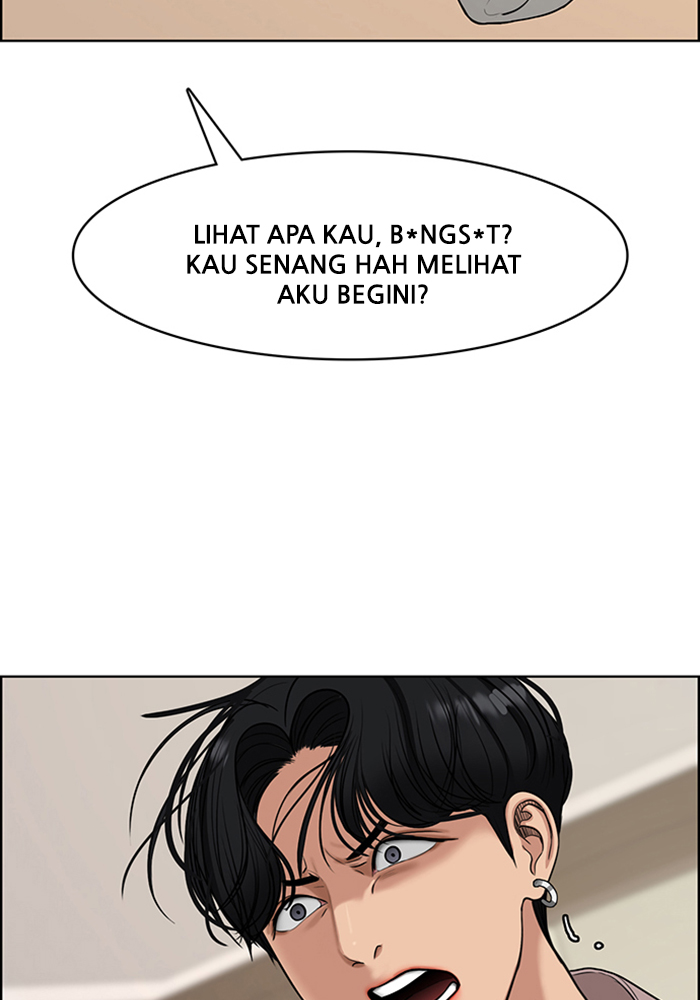 LIHAT APA KAU, B*NGS*T?
KAU SENANG HAH MELIHAT
AKU BEGINI?